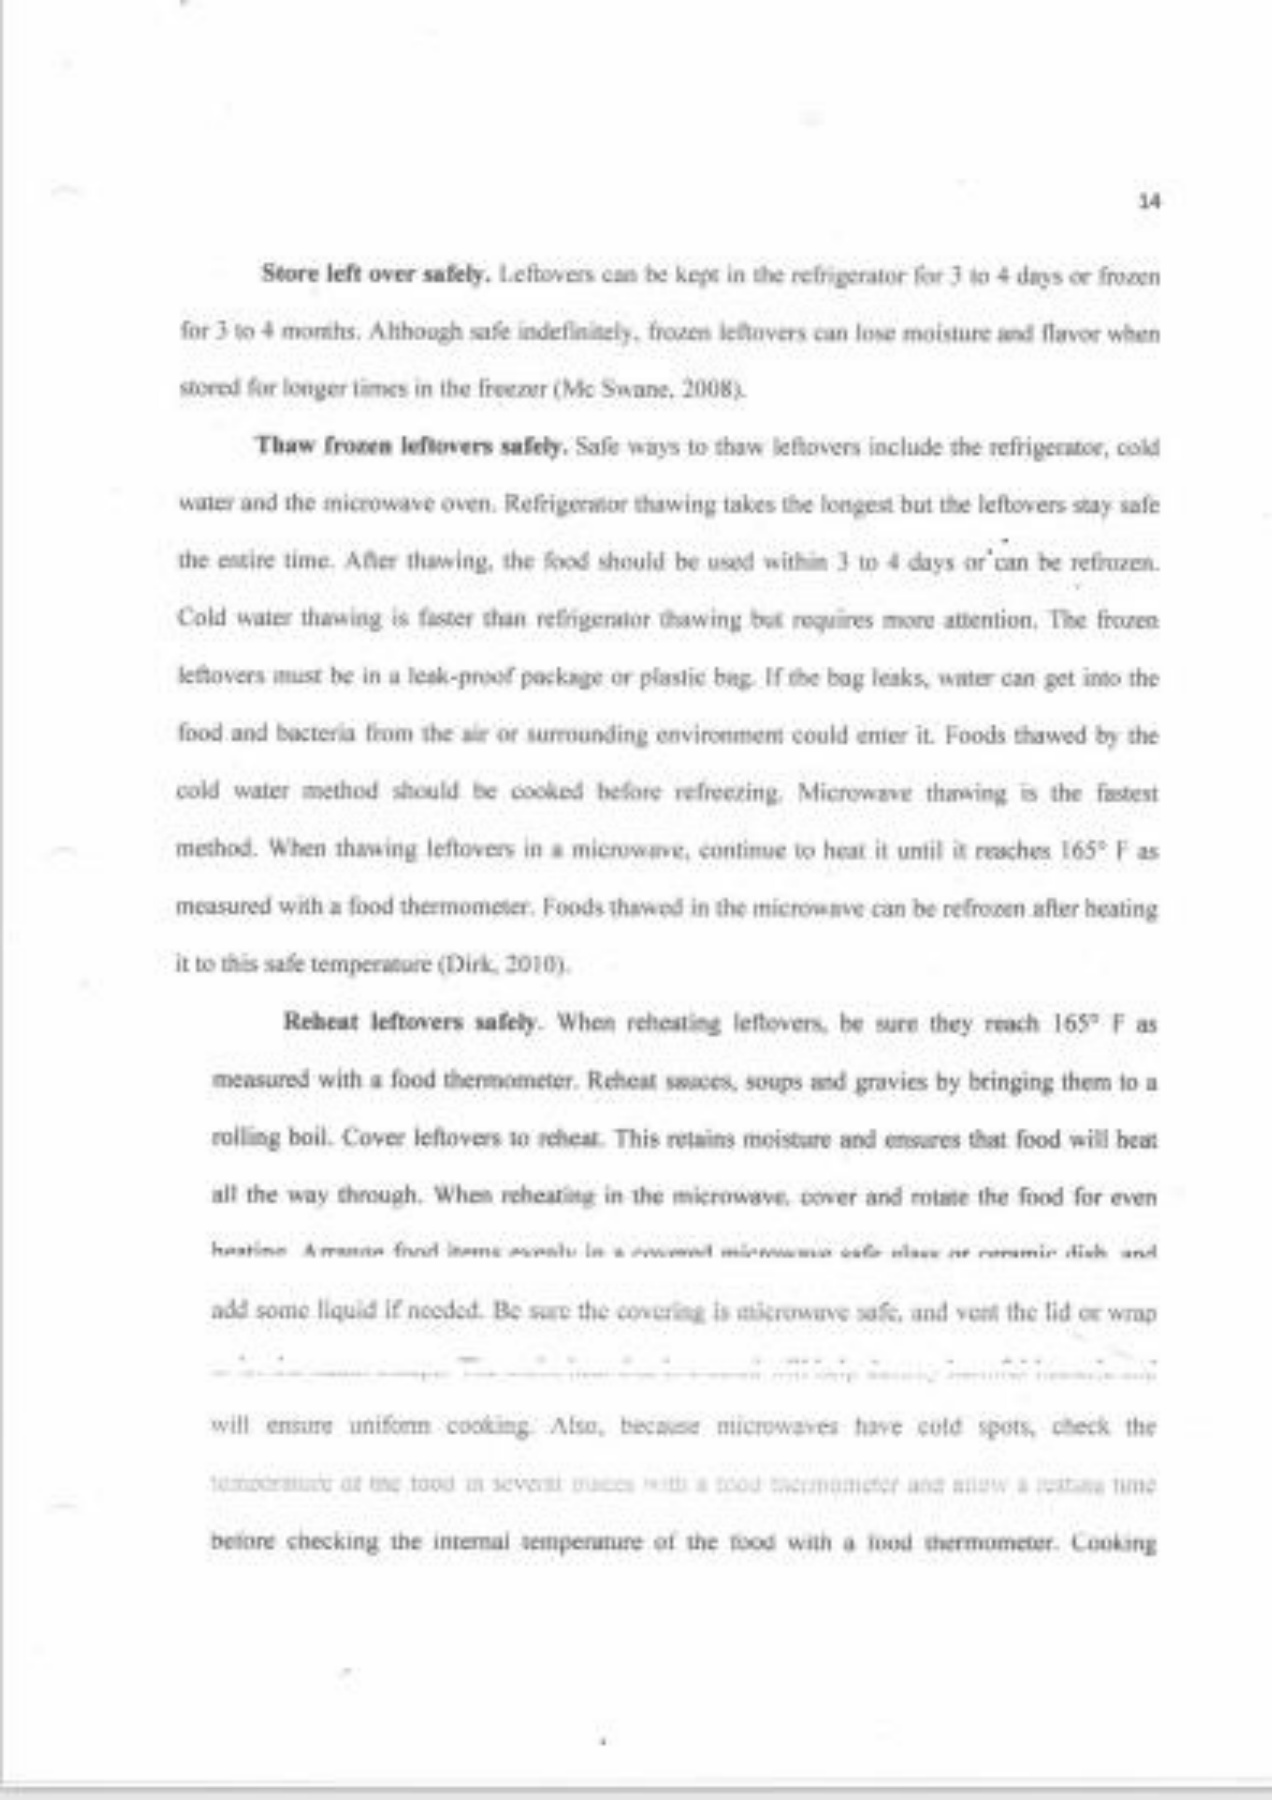 14
Store left over safely. Leftovers can be kept in the refrigerator for 3 to 4 days or frozen
for 3 to 4 months. Although safe indefinitely, frozen leftovers can lose moisture and flavor when
stored for longer times in the freezer (Mc Swane, 2008).
Thaw frozen leftovers safely. Safe ways to thaw leftovers include the refrigerator, cold
water and the microwave oven. Refrigerator thawing takes the longest but the leftovers stay safe
the entire time. After thawing, the food should be used within 3 to 4 days or can be refrozen.
Cold water thawing is faster than refrigerator thawing but requires more attention. The frozen
leftovers must be in a leak-proof package or plastic bag. If the bag leaks, water can get into the
food and bacteria from the air or surrounding environment could enter it. Foods thawed by the
cold water method should be cooked before refreezing. Microwave thawing is the fastest
method. When thawing leftovers in a microwave, continue to heat it until it reaches 165° F as
measured with a food thermometer. Foods thawed in the microwave can be refrozen after heating
it to this safe temperature (Dirk, 2010).
Reheat leftovers safely. When reheating leftovers, be sure they reach 165° F as
measured with a food thermometer. Reheat sauces, soups and gravies by bringing them to a
rolling boil. Cover leftovers to reheat. This retains moisture and ensures that food will heat
all the way through. When reheating in the microwave, cover and rotate the food for even
heating. Arrange food items evenly in a covered microwave safe glass or ceramic dish, and
add some liquid if needed. Be sure the covering is microwave safe, and vent the lid or wrap
will ensure uniform cooking. Also, because microwaves have cold spots, check the
temperature of the food in several places with a food thermometer and allow a resting time
before checking the internal temperature of the food with a food thermometer. Cooking